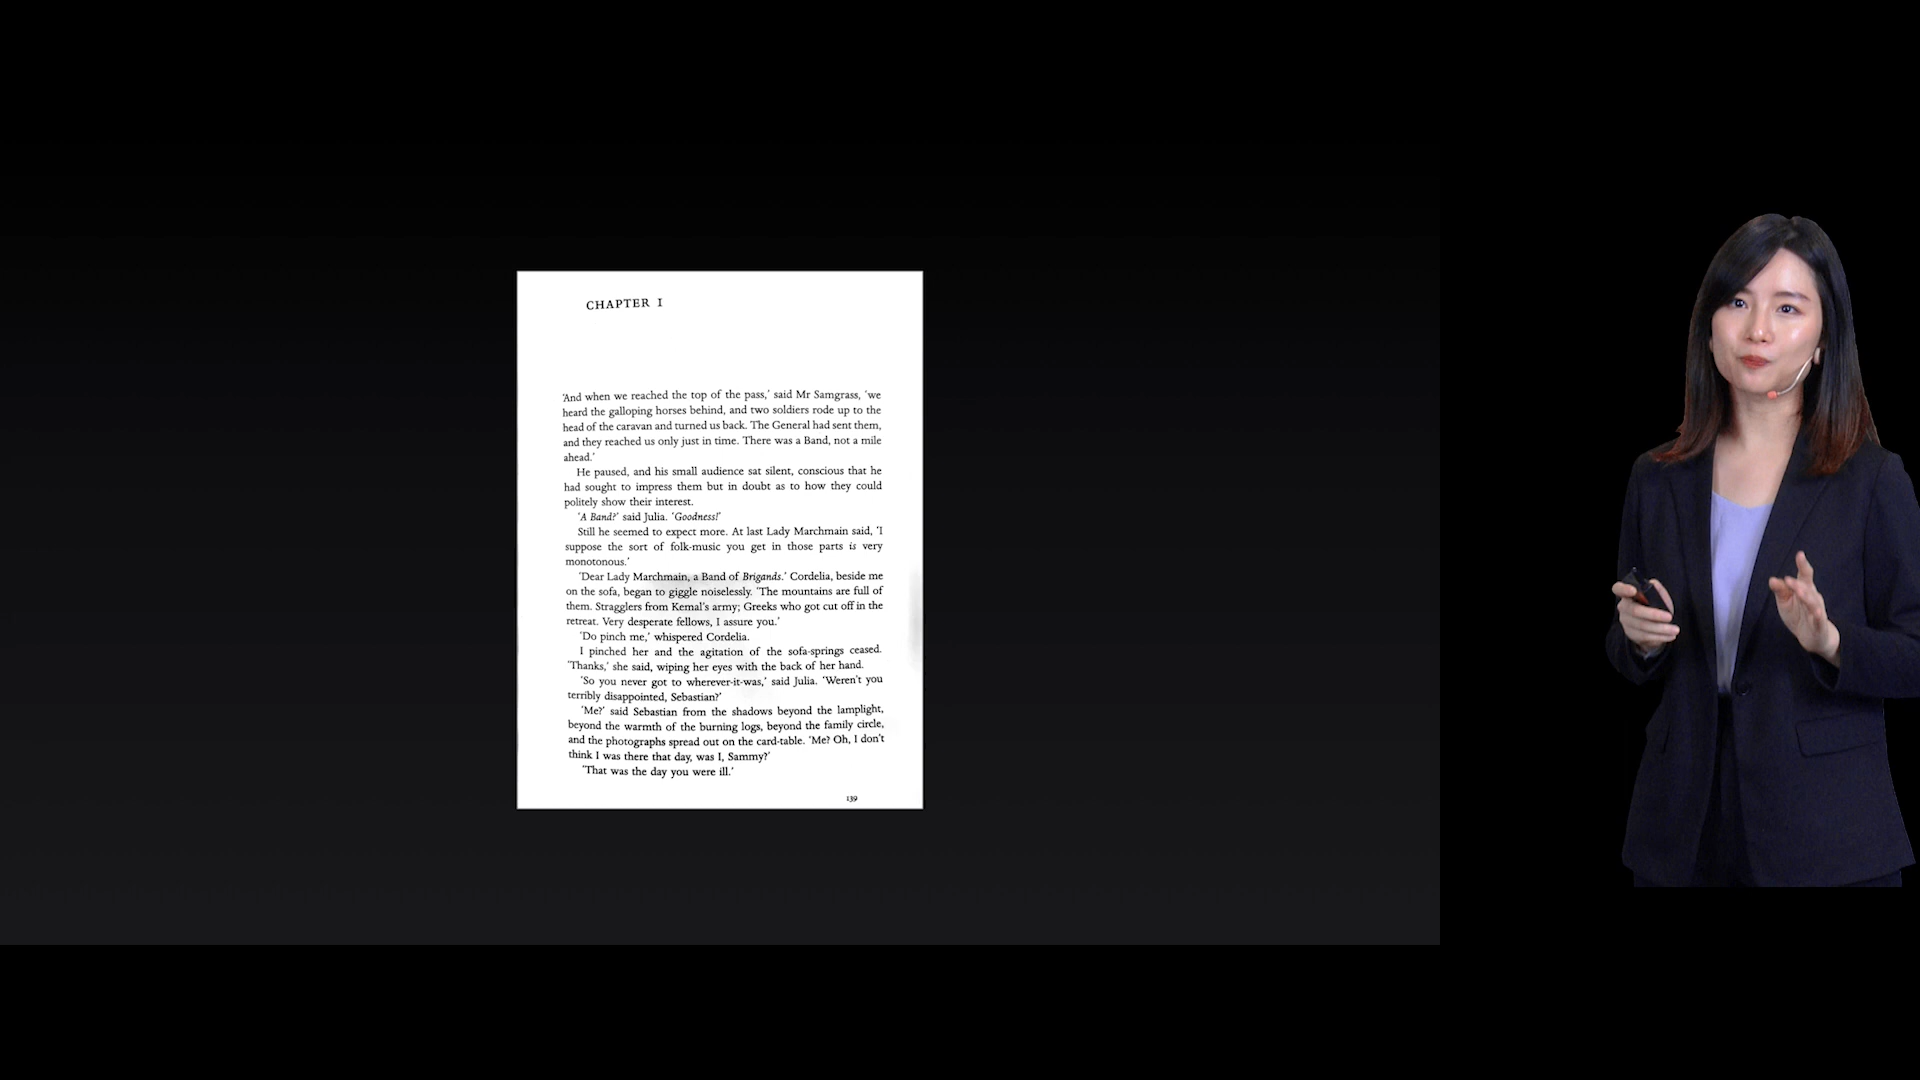 CHAPTER I
'And when we reached the top of the pass,' said Mr Samgrass, 'we
heard the galloping horses behind, and two soldiers rode up to the
head of the caravan and turned us back. The General had sent them,
and they reached us only just in time. There was a Band, not a mile
ahead.'
He paused, and his small audience sat silent, conscious that he
had sought to impress them but in doubt as to how they could
politely show their interest.
'A Band?' said Julia. 'Goodness!'
Still he seemed to expect more. At last Lady Marchmain said, 'I
suppose the sort of folk-music you get in those parts is very
monotonous.'
'Dear Lady Marchmain, a Band of Brigands.' Cordelia, beside me
on the sofa, began to giggle noiselessly. 'The mountains are full of
them. Stragglers from Kemal's army; Greeks who got cut off in the
retreat. Very desperate fellows, I assure you.'
'Do pinch me,' whispered Cordelia.
I pinched her and the agitation of the sofa-springs ceased.
'Thanks,' she said, wiping her eyes with the back of her hand.
'So you never got to wherever-it-was,' said Julia. 'Weren't you
terribly disappointed, Sebastian?'
'Me?' said Sebastian from the shadows beyond the lamplight,
beyond the warmth of the burning logs, beyond the family circle,
and the photographs spread out on the card-table. 'Me? Oh, I don't
think I was there that day, was I, Sammy?'
'That was the day you were ill.'
139